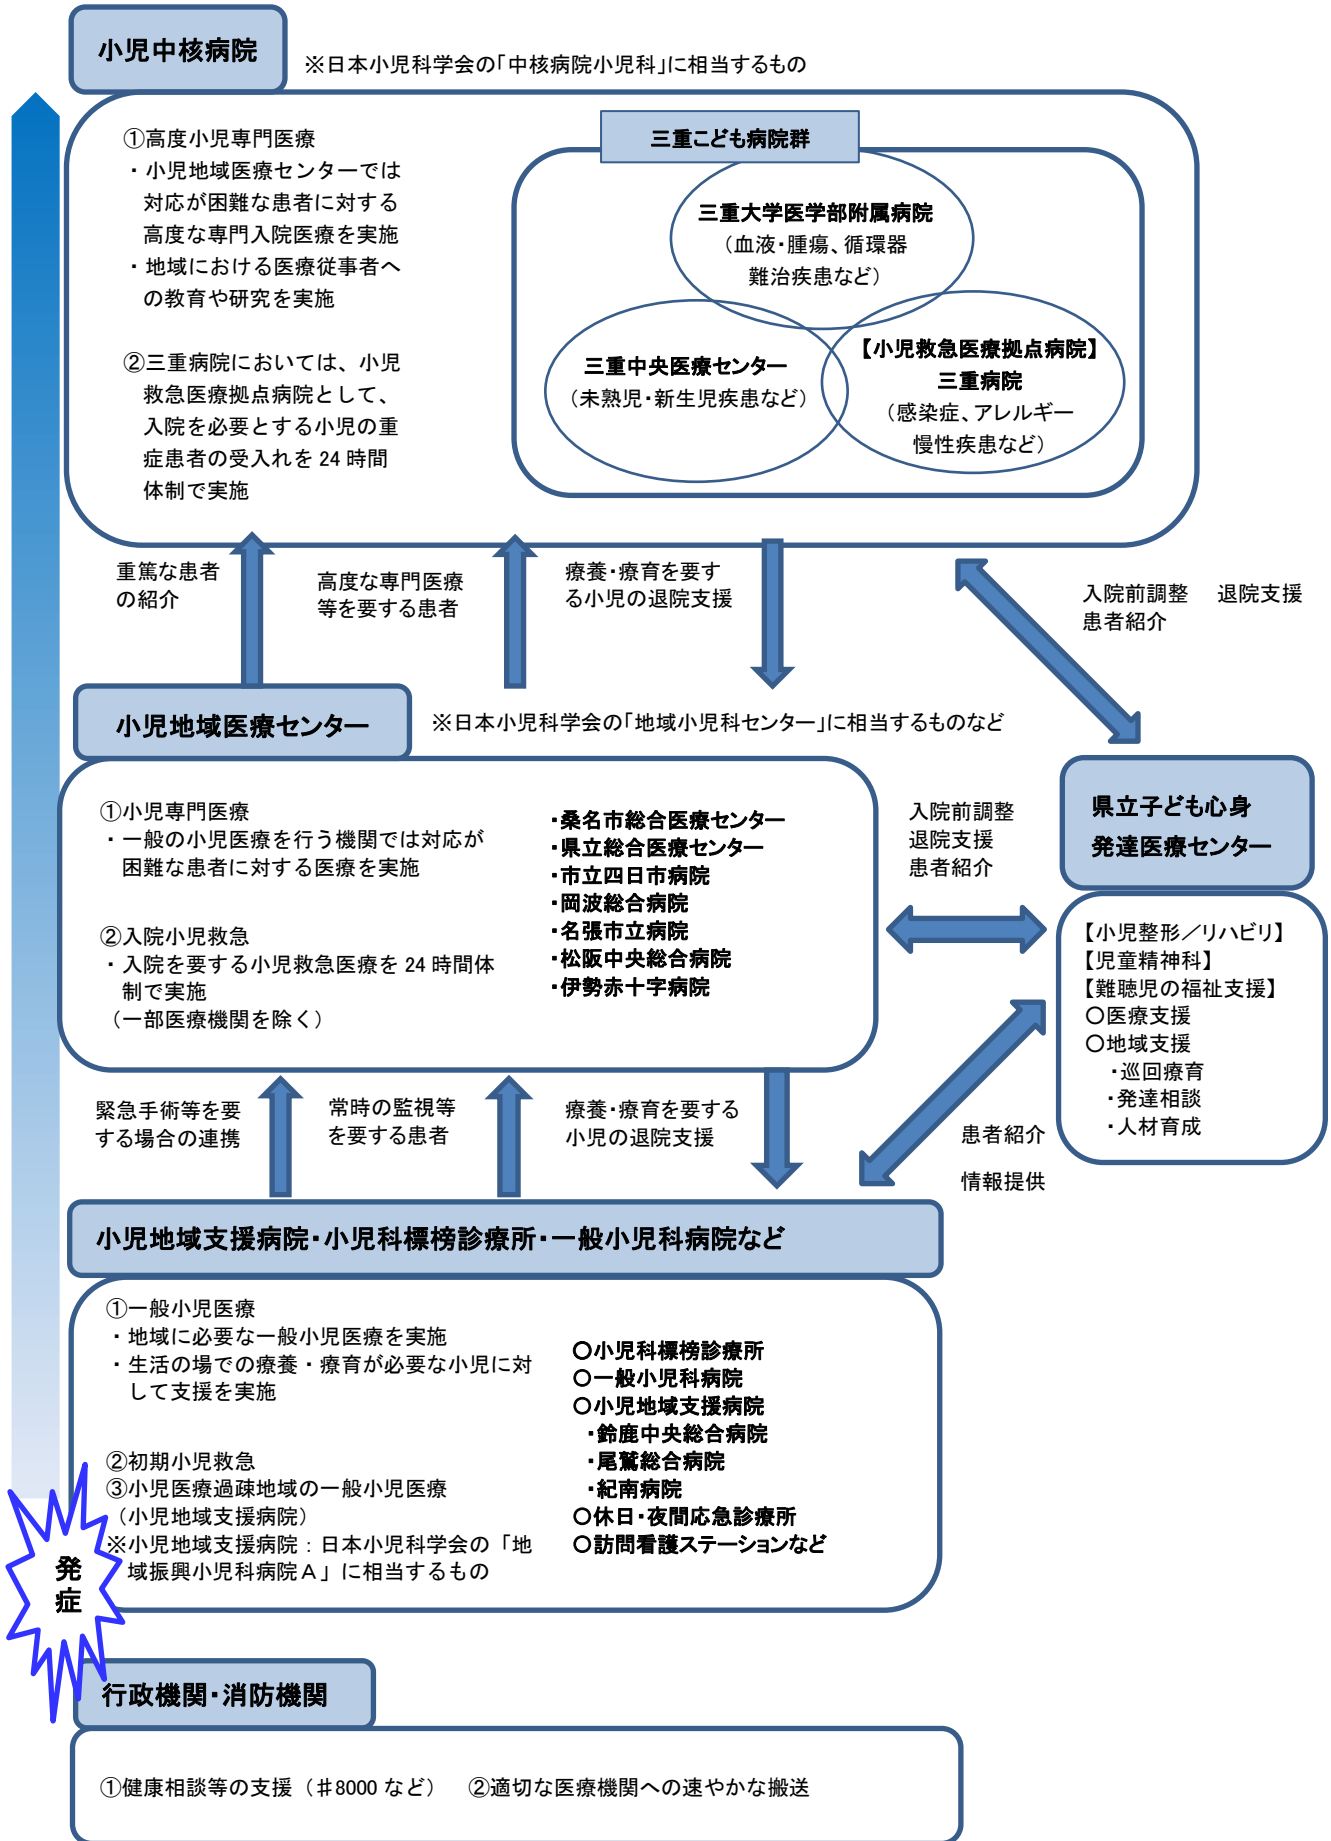 小児中核病院
※日本小児科学会の「中核病院小児科」に相当するもの
①高度小児専門医療
・小児地域医療センターでは
対応が困難な患者に対する
高度な専門入院医療を実施
・地域における医療従事者へ
の教育や研究を実施
②三重病院においては、小児
救急医療拠点病院として、
入院を必要とする小児の重
症患者の受入れを 24 時間
体制で実施
三重こども病院群
三重大学医学部附属病院
（血液・腫瘍、循環器
難治疾患など）
三重中央医療センター
（未熟児・新生児疾患など）
【小児救急医療拠点病院】
三重病院
（感染症、アレルギー
慢性疾患など）
重篤な患者
の紹介
高度な専門医療
等を要する患者
療養・療育を要す
る小児の退院支援
入院前調整　退院支援
患者紹介
小児地域医療センター
※日本小児科学会の「地域小児科センター」に相当するものなど
①小児専門医療
・一般の小児医療を行う機関では対応が
困難な患者に対する医療を実施
②入院小児救急
・入院を要する小児救急医療を 24 時間体
制で実施
（一部医療機関を除く）
・桑名市総合医療センター
・県立総合医療センター
・市立四日市病院
・岡波総合病院
・名張市立病院
・松阪中央総合病院
・伊勢赤十字病院
入院前調整
退院支援
患者紹介
県立子ども心身
発達医療センター
【小児整形／リハビリ】
【児童精神科】
【難聴児の福祉支援】
○医療支援
○地域支援
・巡回療育
・発達相談
・人材育成
緊急手術等を要
する場合の連携
常時の監視等
を要する患者
療養・療育を要する
小児の退院支援
患者紹介
情報提供
小児地域支援病院・小児科標榜診療所・一般小児科病院など
①一般小児医療
・地域に必要な一般小児医療を実施
・生活の場での療養・療育が必要な小児に対
して支援を実施
②初期小児救急
③小児医療過疎地域の一般小児医療
（小児地域支援病院）
※小児地域支援病院：日本小児科学会の「地
域振興小児科病院Ａ」に相当するもの
○小児科標榜診療所
○一般小児科病院
○小児地域支援病院
・鈴鹿中央総合病院
・尾鷲総合病院
・紀南病院
○休日・夜間応急診療所
○訪問看護ステーションなど
発
症
行政機関・消防機関
①健康相談等の支援（＃8000 など）　②適切な医療機関への速やかな搬送